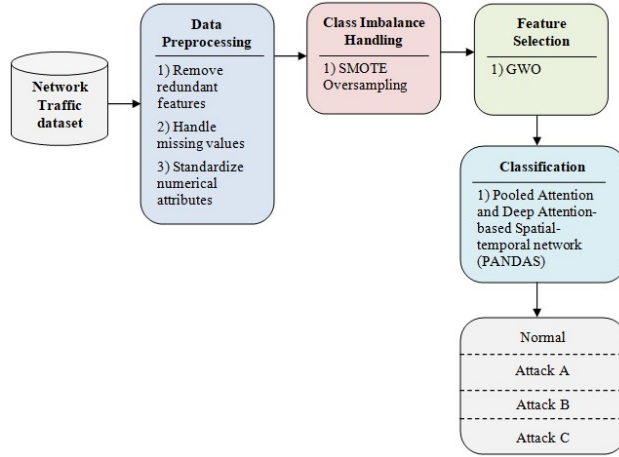 Network
Traffic
dataset
Data
Preprocessing
1) Remove
redundant
features
2) Handle
missing values
3) Standardize
numerical
attributes
Class Imbalance
Handling
1) SMOTE
Oversampling
Feature
Selection
1) GWO
Classification
1) Pooled Attention
and Deep Attention-
based Spatial-
temporal network
(PANDAS)
Normal
Attack A
Attack B
Attack C